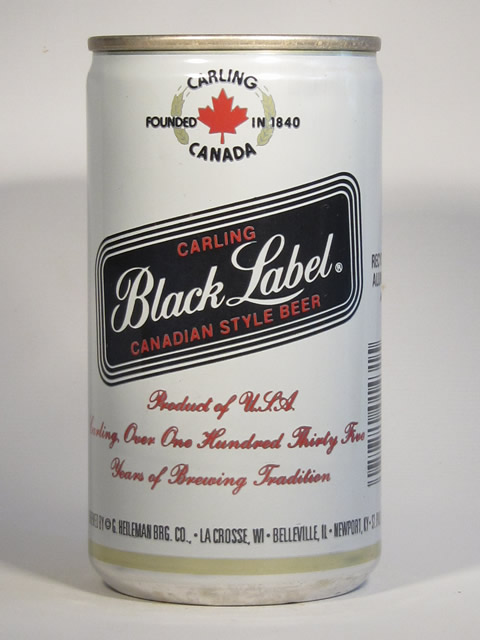 CARLING
FOUNDED IN 1840
CANADA
CARLING
Black Label®
CANADIAN STYLE BEER
Product of U.S.A.
Over One Hundred Thirty Five
Years of Brewing Tradition
BY © G. HEILEMAN BRG. CO., • LA CROSSE, WI • BELLEVILLE, IL • NEWPORT, KY •